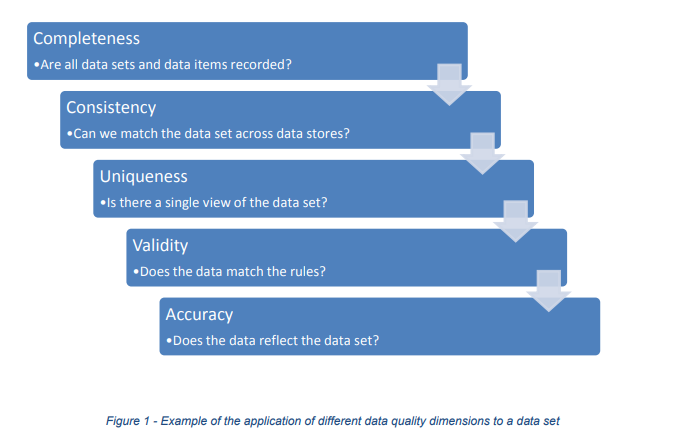 Completeness
•Are all data sets and data items recorded?
Consistency
•Can we match the data set across data stores?
Uniqueness
•Is there a single view of the data set?
Validity
•Does the data match the rules?
Accuracy
•Does the data reflect the data set?
Figure 1 - Example of the application of different data quality dimensions to a data set